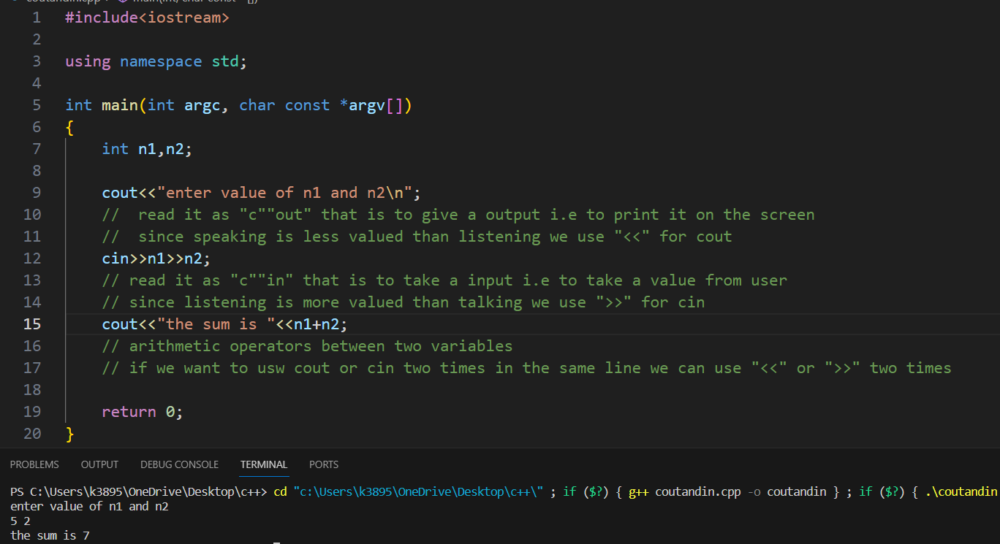 1 #include<iostream>
2
3 using namespace std;
4
5 int main(int argc, char const *argv[])
6 {
7 int n1,n2;
8
9 cout<<"enter value of n1 and n2\n";
10 //  read it as "c""out" that is to give a output i.e to print it on the screen
11 //  since speaking is less valued than listening we use "<<" for cout
12 cin>>n1>>n2;
13 // read it as "c""in" that is to take a input i.e to take a value from user
14 // since listening is more valued than talking we use ">>" for cin
15 cout<<"the sum is "<<n1+n2;
16 // arithmetic operators between two variables
17 // if we want to usw cout or cin two times in the same line we can use "<<" or ">>" two times
18
19 return 0;
20 }
PROBLEMS OUTPUT DEBUG CONSOLE TERMINAL PORTS
PS C:\Users\k3895\OneDrive\Desktop\c++> cd "c:\Users\k3895\OneDrive\Desktop\c++\" ; if ($?) { g++ coutandin.cpp -o coutandin } ; if ($?) { .\coutandin
enter value of n1 and n2
5 2
the sum is 7